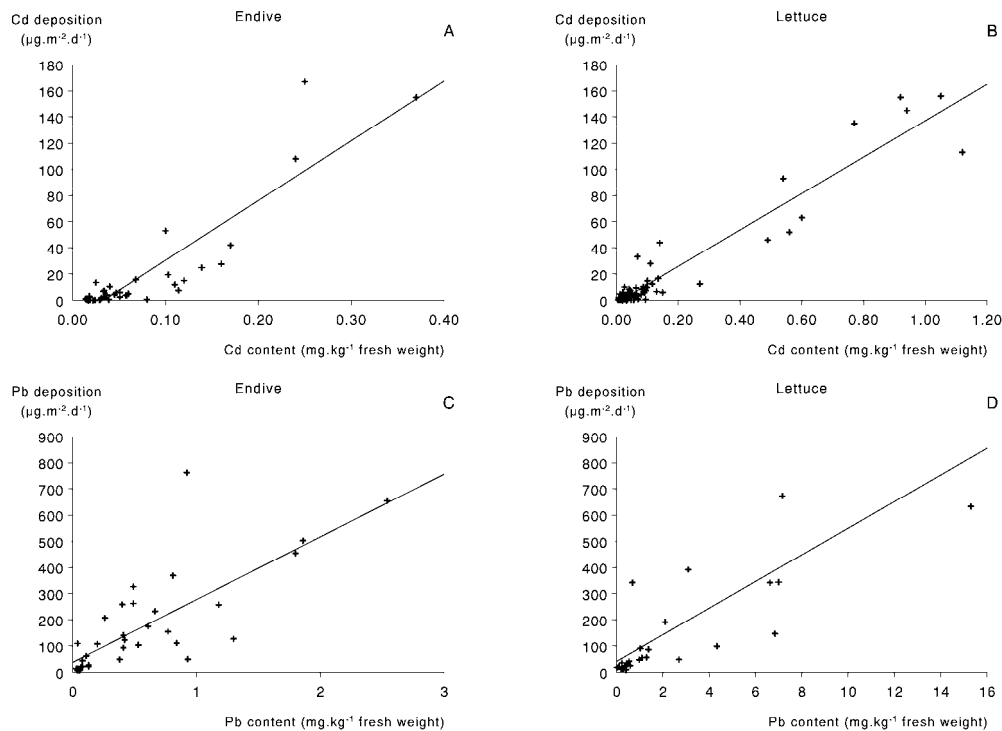 Cd deposition
(µg.m⁻².d⁻¹)
Endive
A
180
160
140
120
100
80
60
40
20
0
0.00 0.10 0.20 0.30 0.40
Cd content (mg.kg⁻¹ fresh weight)
Cd deposition
(µg.m⁻².d⁻¹)
Lettuce
B
180
160
140
120
100
80
60
40
20
0
0.00 0.20 0.40 0.60 0.80 1.00 1.20
Cd content (mg.kg⁻¹ fresh weight)
Pb deposition
(µg.m⁻².d⁻¹)
Endive
C
900
800
700
600
500
400
300
200
100
0
0 1 2 3
Pb content (mg.kg⁻¹ fresh weight)
Pb deposition
(µg.m⁻².d⁻¹)
Lettuce
D
900
800
700
600
500
400
300
200
100
0
0 2 4 6 8 10 12 14 16
Pb content (mg.kg⁻¹ fresh weight)